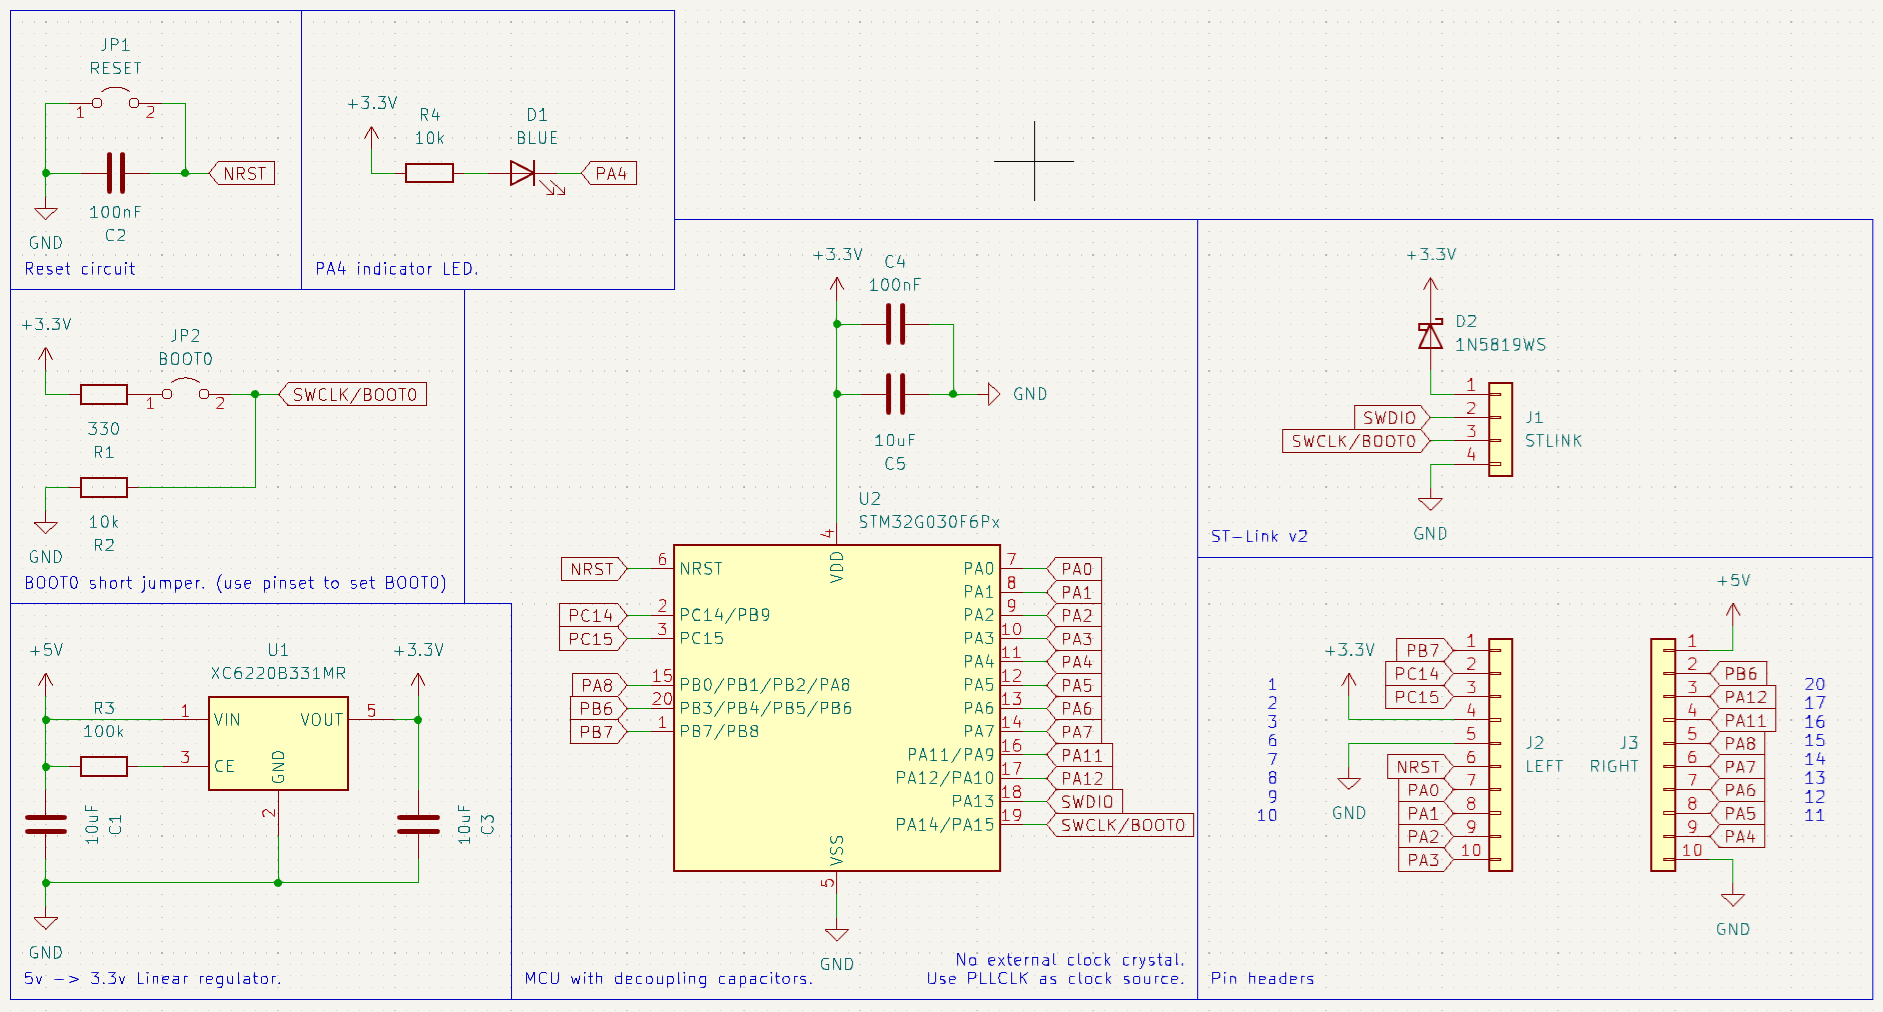 JP1
RESET
1
2
NRST
100nF
C2
GND
Reset circuit
+3.3V
R4
10k
D1
BLUE
PA4
PA4 indicator LED.
+3.3V
JP2
BOOT0
1
2
SWCLK/BOOT0
330
R1
10k
R2
GND
BOOT0 short jumper. (use pinset to set BOOT0)
+5V
U1
XC6220B331MR
+3.3V
R3
100k
1
VIN
VOUT
5
3
CE
GND
2
10uF
C1
10uF
C3
GND
5v -> 3.3v Linear regulator.
+3.3V
C4
100nF
GND
10uF
C5
U2
STM32G030F6Px
4
VDD
NRST
6
NRST
PC14
2
PC14/PB9
PC15
3
PC15
PA8
15
PB0/PB1/PB2/PA8
PB6
20
PB3/PB4/PB5/PB6
PB7
1
PB7/PB8
PA0
7
PA0
PA1
8
PA1
PA2
9
PA2
PA3
10
PA3
PA4
11
PA4
PA5
12
PA5
PA6
13
PA6
PA7
14
PA7
PA11/PA9
16
PA11
PA12/PA10
17
PA12
PA13
18
SWDIO
PA14/PA15
19
SWCLK/BOOT0
VSS
5
GND
No external clock crystal.
Use PLLCLK as clock source.
MCU with decoupling capacitors.
+3.3V
D2
1N5819WS
1
SWDIO
2
SWCLK/BOOT0
3
4
J1
STLINK
GND
ST-Link v2
1
2
3
6
7
8
9
10
+3.3V
GND
PB7
1
PC14
2
PC15
3
4
5
NRST
6
PA0
7
PA1
8
PA2
9
PA3
10
J2
LEFT
J3
RIGHT
+5V
1
2
PB6
3
PA12
4
PA11
5
PA8
6
PA7
7
PA6
8
PA5
9
PA4
10
GND
20
17
16
15
14
13
12
11
Pin headers